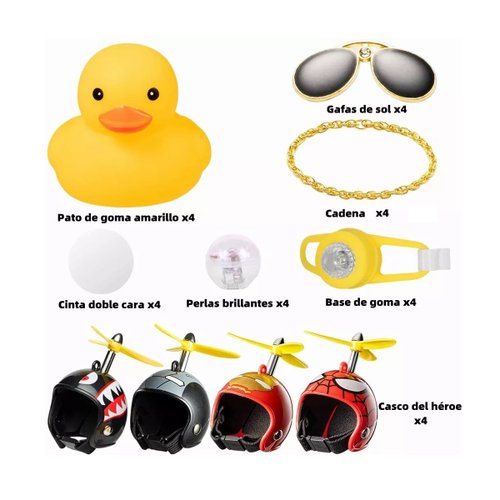 Gafas de sol x4
Pato de goma amarillo x4
Cadena x4
Cinta doble cara x4
Perlas brillantes x4
Base de goma x4
Casco del héroe
x4